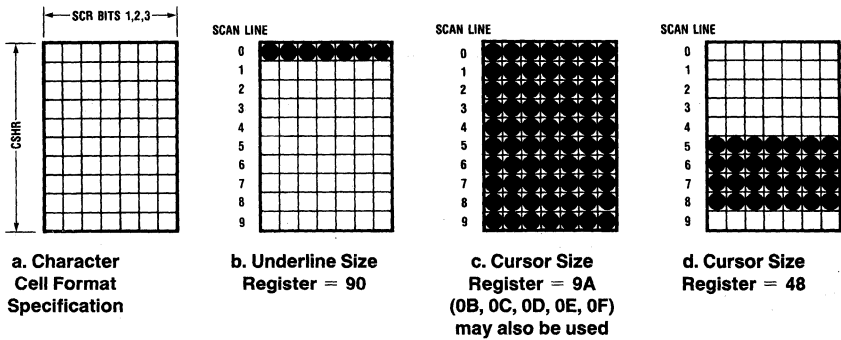 SCR BITS 1,2,3
CSHR
a. Character
Cell Format
Specification
SCAN LINE
0
1
2
3
4
5
6
7
8
9
b. Underline Size
Register = 90
SCAN LINE
0
1
2
3
4
5
6
7
8
9
c. Cursor Size
Register = 9A
(0B, 0C, 0D, 0E, 0F)
may also be used
SCAN LINE
0
1
2
3
4
5
6
7
8
9
d. Cursor Size
Register = 48